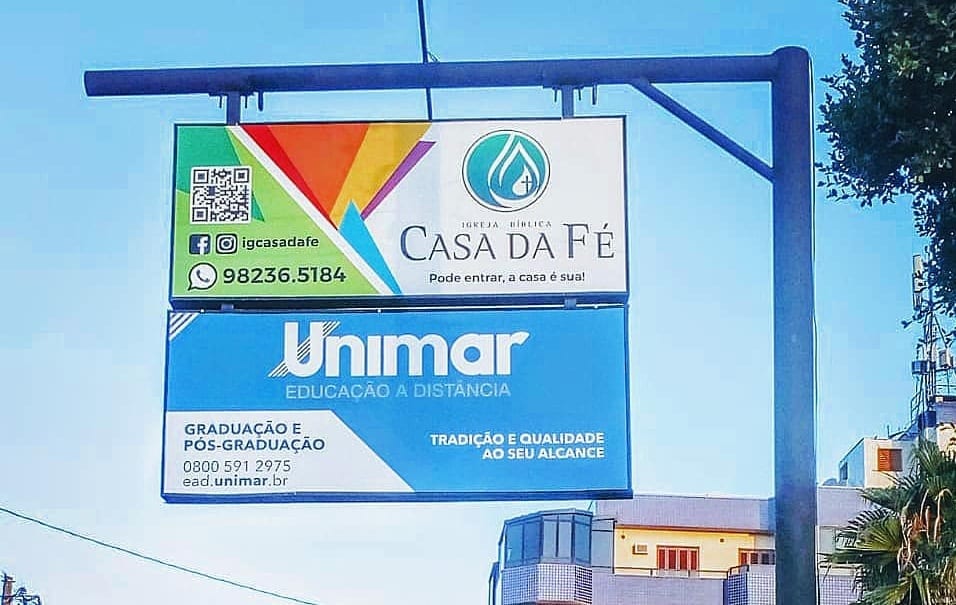 IGREJA BÍBLICA
CASA DA FÉ
Pode entrar, a casa é sua!
igcasadafe
98236.5184
Unimar
EDUCAÇÃO A DISTÂNCIA
GRADUAÇÃO E
PÓS-GRADUAÇÃO
0800 591 2975
ead.unimar.br
TRADIÇÃO E QUALIDADE
AO SEU ALCANCE